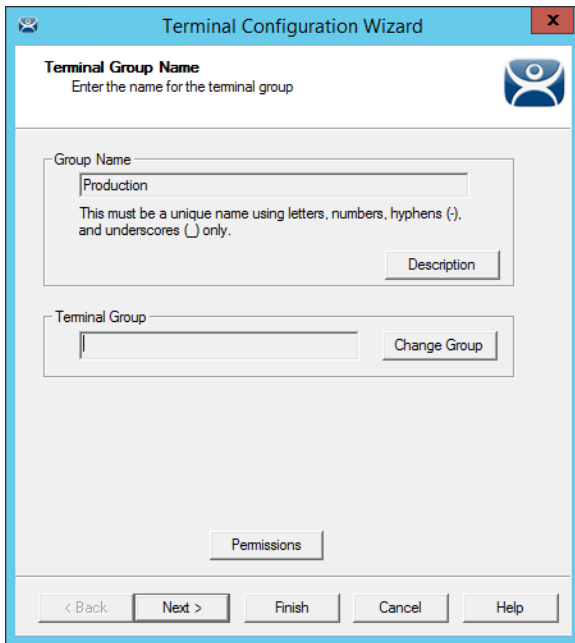 Terminal Configuration Wizard
x
Terminal Group Name
Enter the name for the terminal group
Group Name
Production
This must be a unique name using letters, numbers, hyphens (-),
and underscores (_) only.
Description
Terminal Group
Change Group
Permissions
< Back
Next >
Finish
Cancel
Help